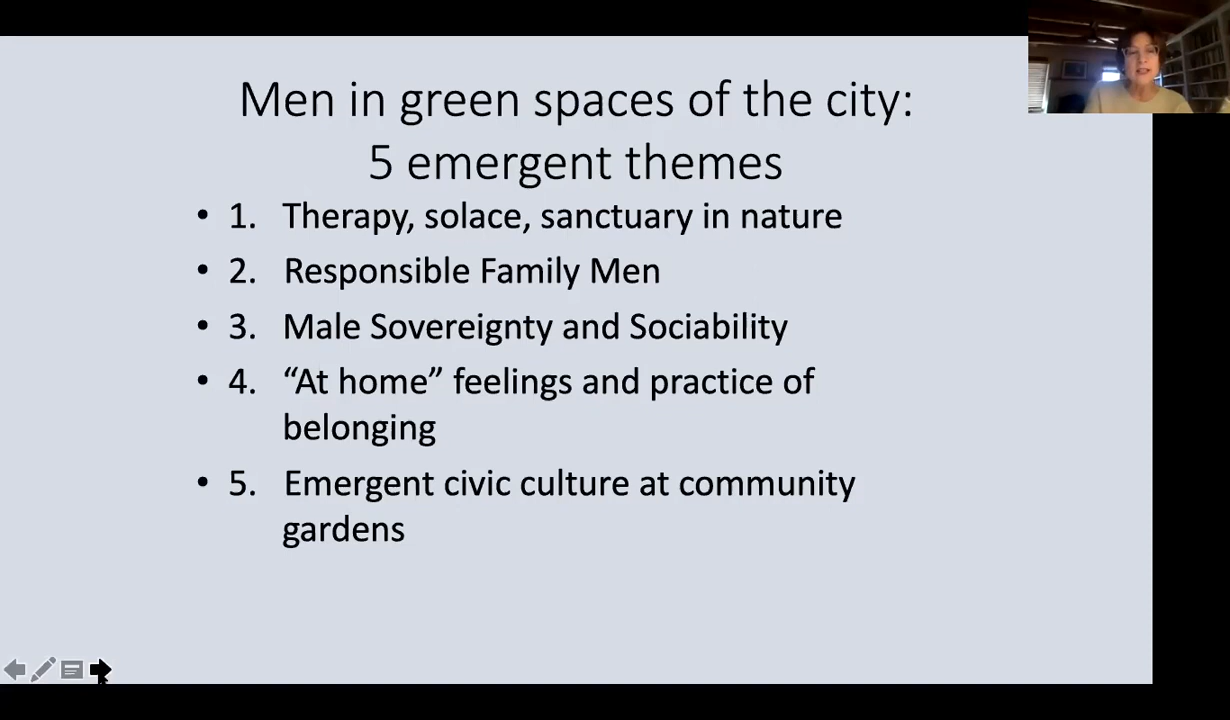 Men in green spaces of the city:
5 emergent themes
• 1. Therapy, solace, sanctuary in nature
• 2. Responsible Family Men
• 3. Male Sovereignty and Sociability
• 4. “At home” feelings and practice of
belonging
• 5. Emergent civic culture at community
gardens